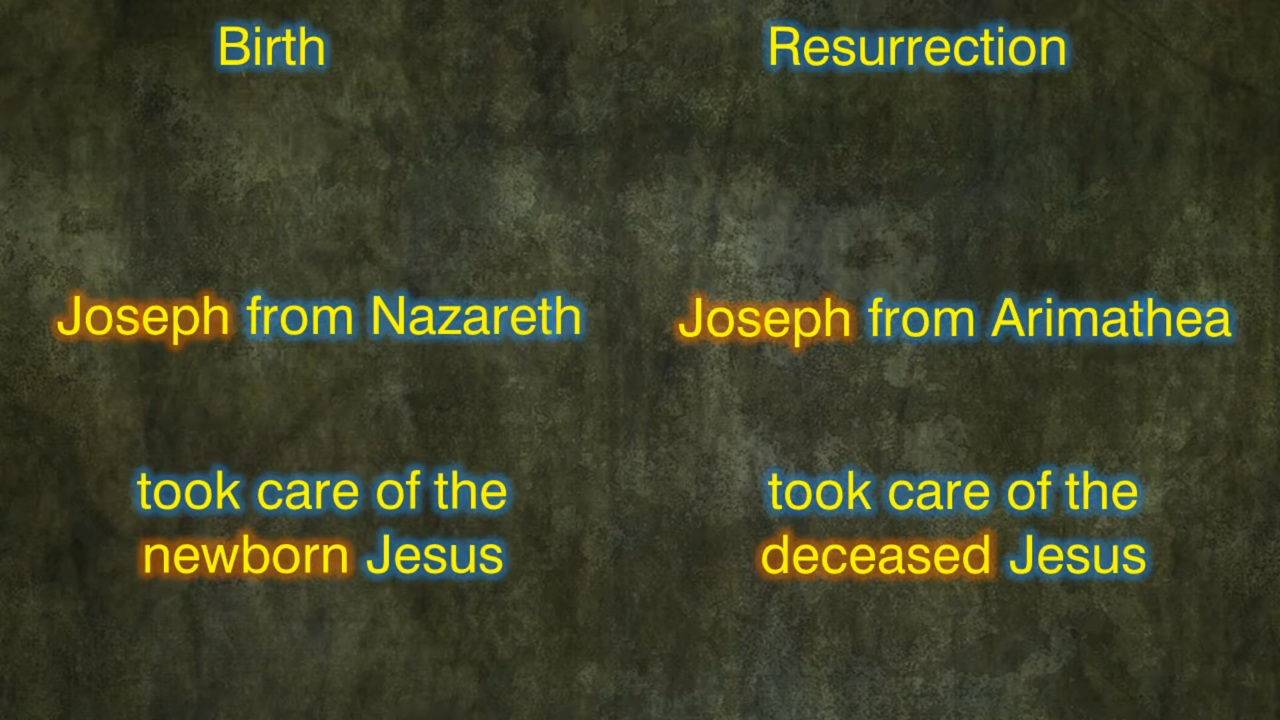 Birth
Resurrection
Joseph from Nazareth
Joseph from Arimathea
took care of the
newborn Jesus
took care of the
deceased Jesus